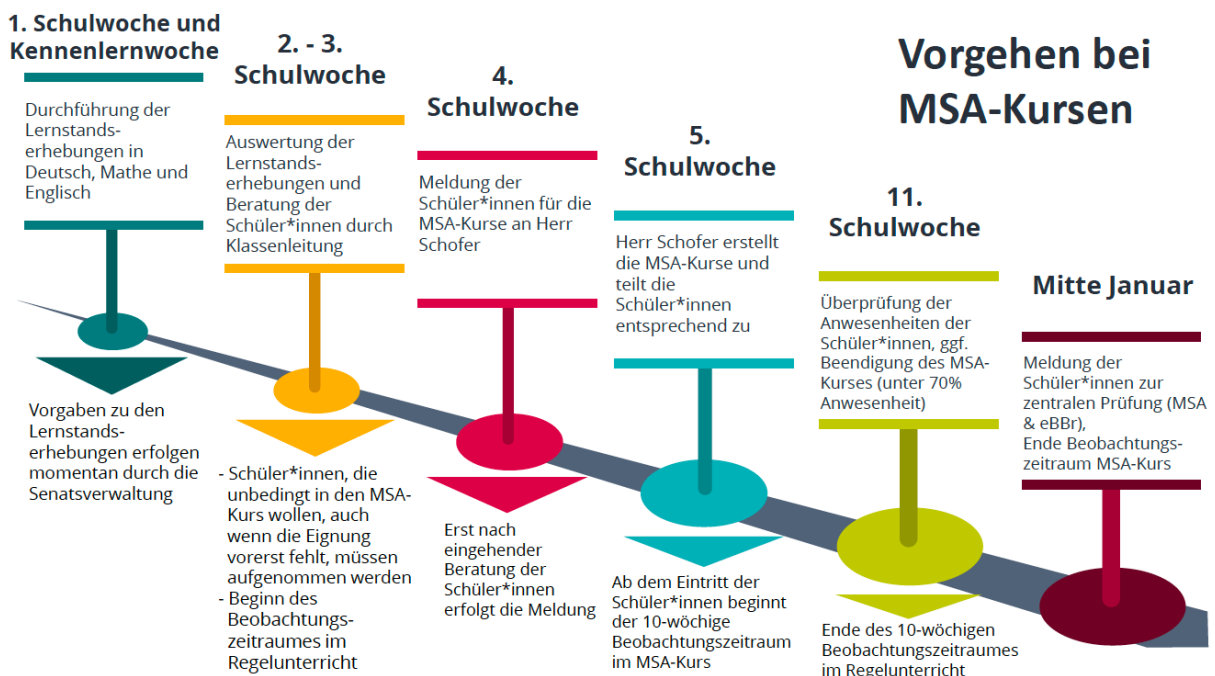 Vorgehen bei
MSA-Kursen
1. Schulwoche und
Kennenlernwoche
Durchführung der
Lernstands-
erhebungen in
Deutsch, Mathe und
Englisch
Vorgaben zu den
Lernstands-
erhebungen erfolgen
momentan durch die
Senatsverwaltung
2. - 3.
Schulwoche
Auswertung der
Lernstands-
erhebungen und
Beratung der
Schüler*innen durch
Klassenleitung
- Schüler*innen, die
unbedingt in den MSA-
Kurs wollen, auch
wenn die Eignung
vorerst fehlt, müssen
aufgenommen werden
- Beginn des
Beobachtungs-
zeitraumes im
Regelunterricht
4.
Schulwoche
Meldung der
Schüler*innen für die
MSA-Kurse an Herr
Schofer
Erst nach
eingehender
Beratung der
Schüler*innen
erfolgt die Meldung
5.
Schulwoche
Herr Schofer erstellt
die MSA-Kurse und
teilt die
Schüler*innen
entsprechend zu
Ab dem Eintritt der
Schüler*innen beginnt
der 10-wöchige
Beobachtungszeitraum
im MSA-Kurs
11.
Schulwoche
Überprüfung der
Anwesenheiten der
Schüler*innen, ggf.
Beendigung des MSA-
Kurses (unter 70%
Anwesenheit)
Ende des 10-wöchigen
Beobachtungszeitraumes
im Regelunterricht
Mitte Januar
Meldung der
Schüler*innen zur
zentralen Prüfung (MSA
& eBBr),
Ende Beobachtungs-
zeitraum MSA-Kurs